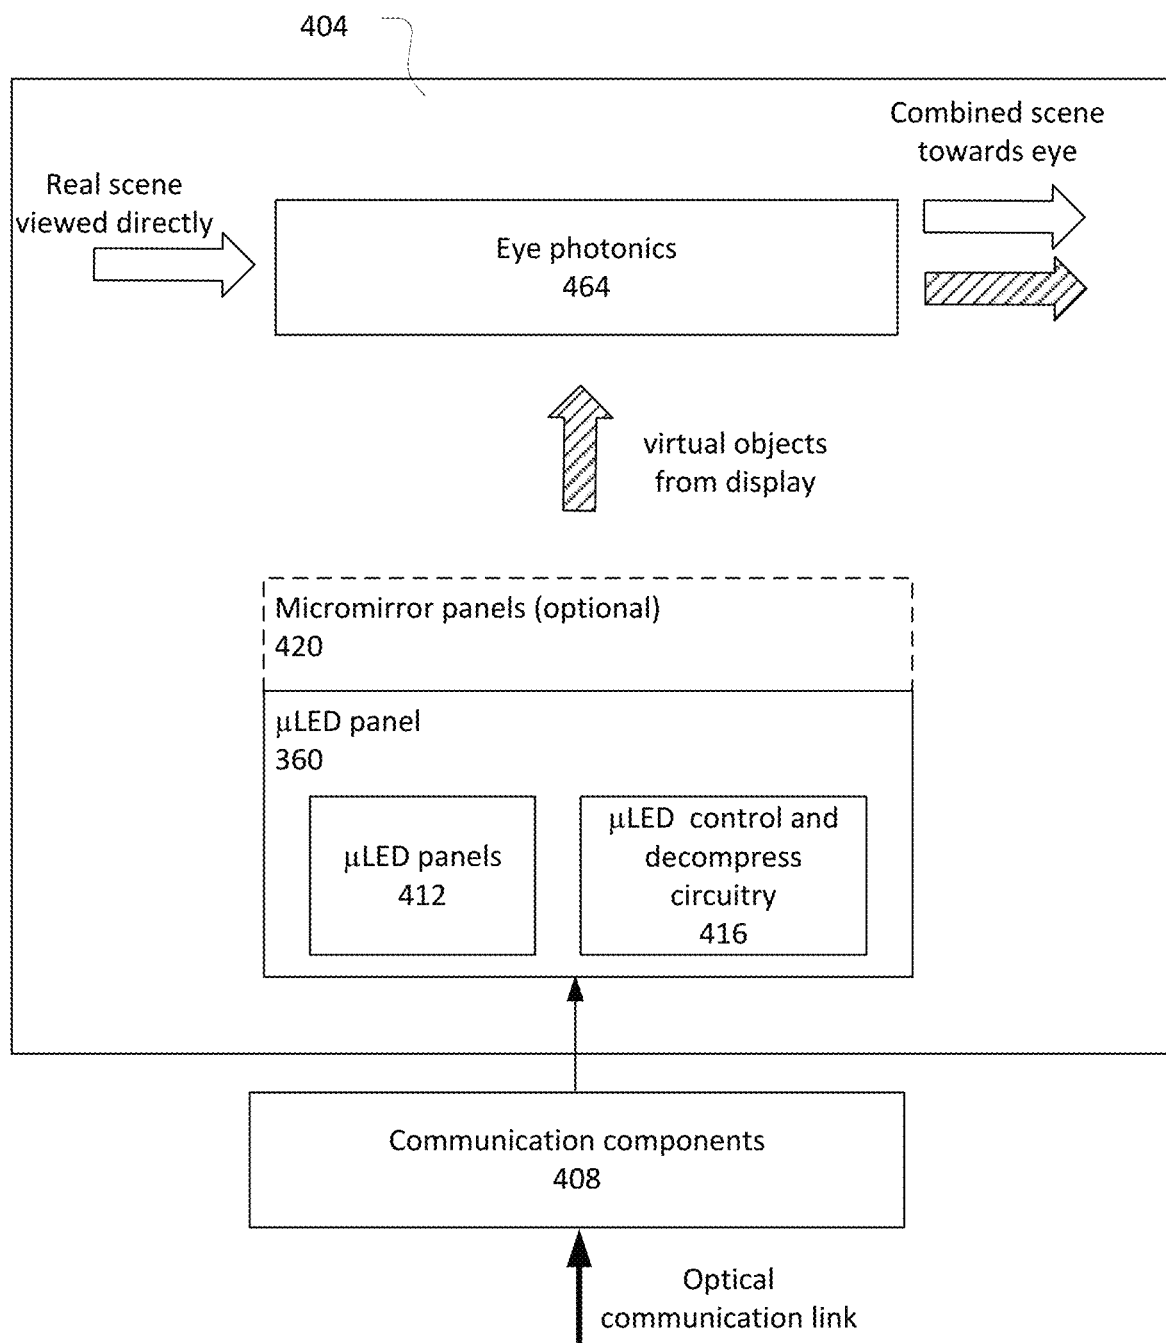 404
Combined scene
towards eye
Real scene
viewed directly
Eye photonics
464
virtual objects
from display
Micromirror panels (optional)
420
μLED panel
360
μLED panels
412
μLED control and
decompress
circuitry
416
Communication components
408
Optical
communication link